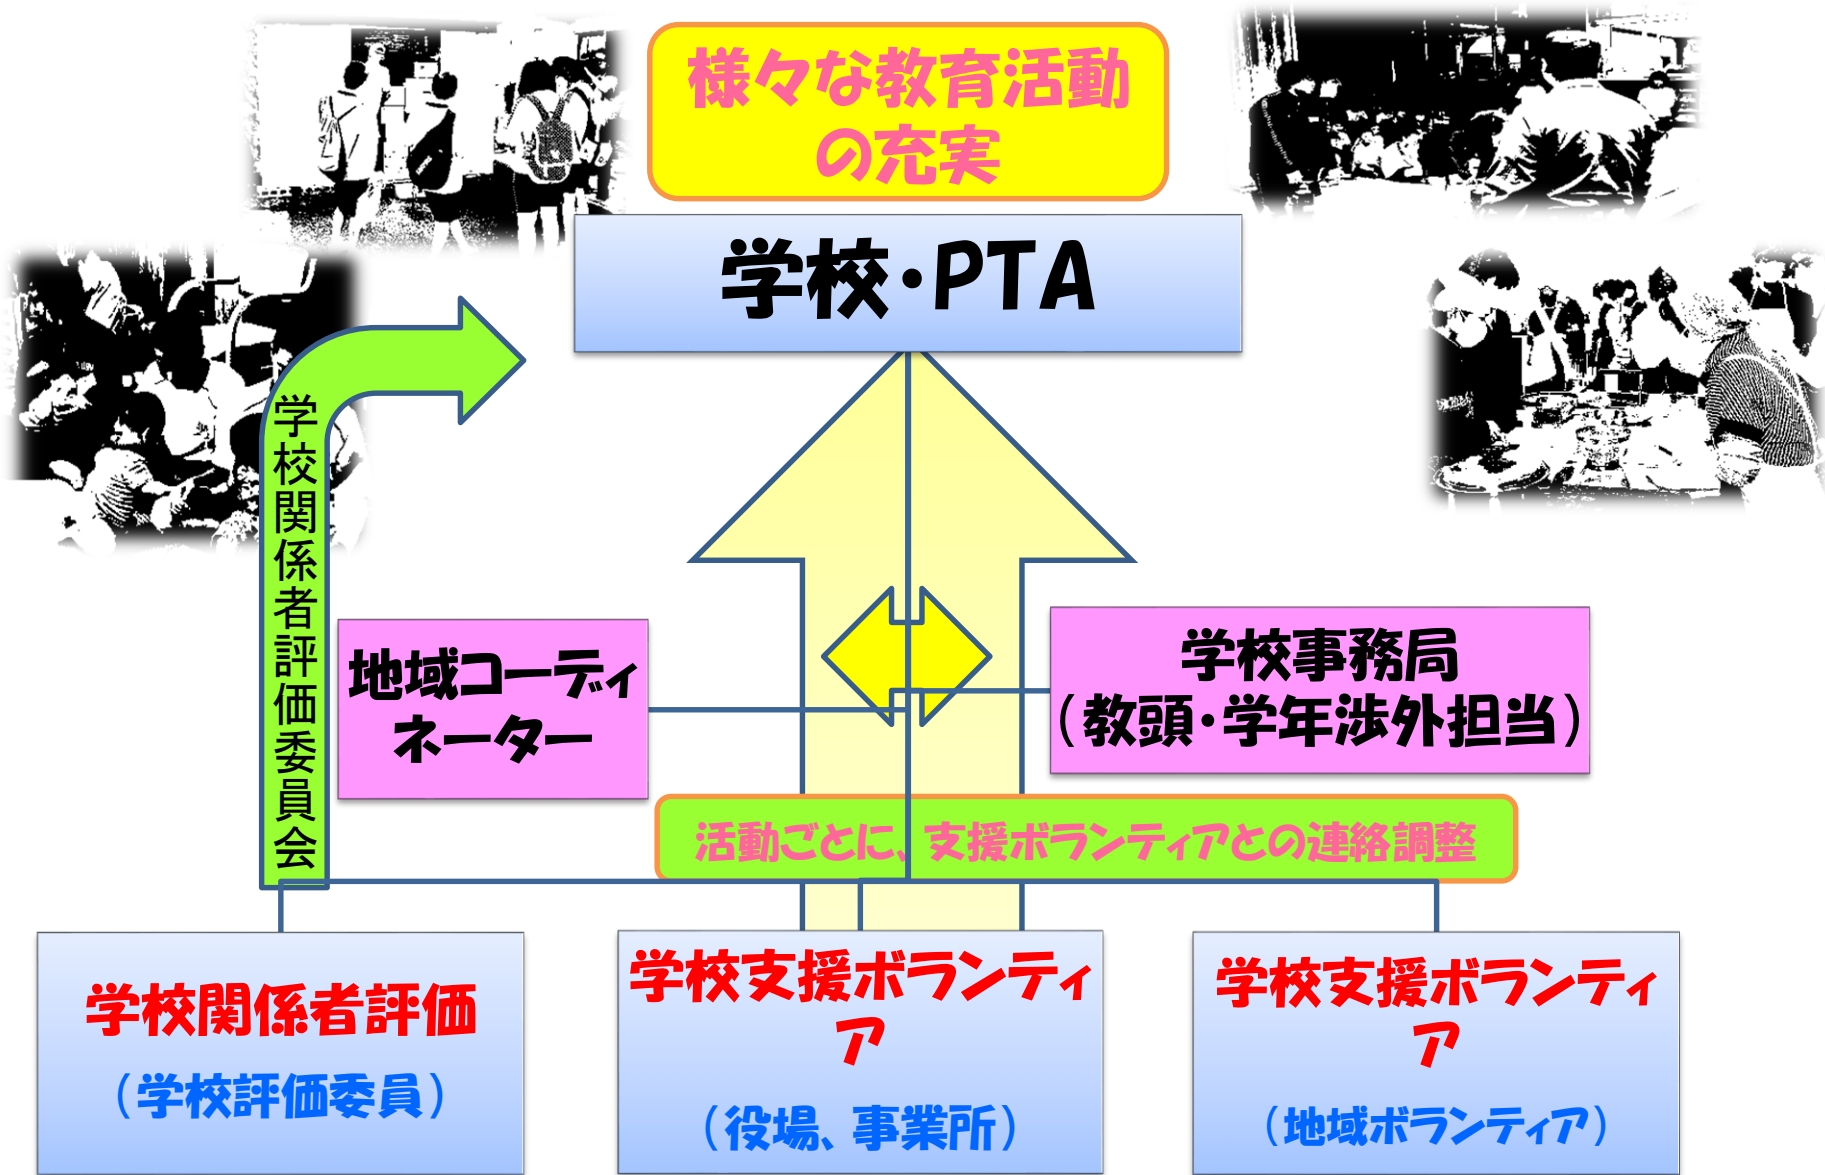 様々な教育活動
の充実
学校・PTA
学校関係者評価委員会
地域コーディ
ネーター
学校事務局
（教頭・学年渉外担当）
活動ごとに、支援ボランティアとの連絡調整
学校関係者評価
（学校評価委員）
学校支援ボランティ
ア
（役場、事業所）
学校支援ボランティ
ア
（地域ボランティア）